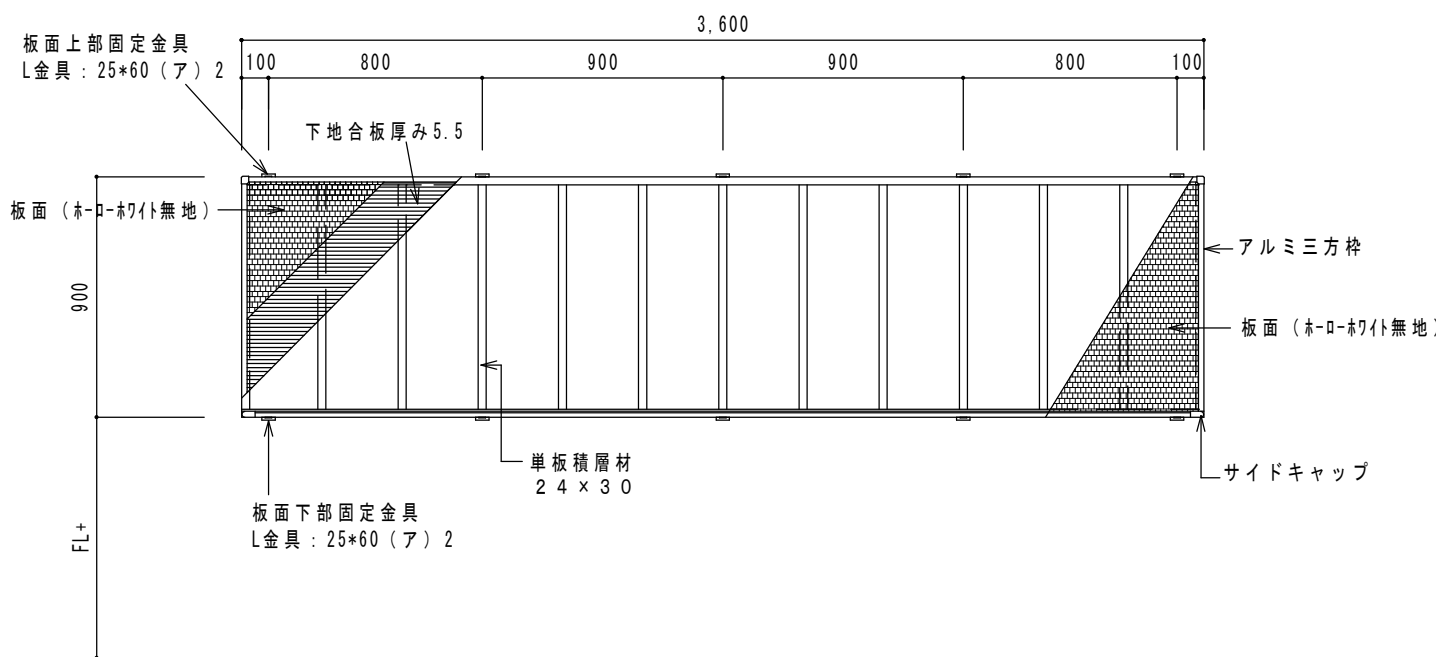 3,600
板面上部固定金具
L金具：25*60（ア）2
100 800 900 900 800 100
下地合板厚み5.5
板面（ﾎｰﾛｰﾎﾜｲﾄ無地）
アルミ三方枠
900
板面（ﾎｰﾛｰﾎﾜｲﾄ無地）
単板積層材
２４×３０
サイドキャップ
板面下部固定金具
L金具：25*60（ア）2
FL+